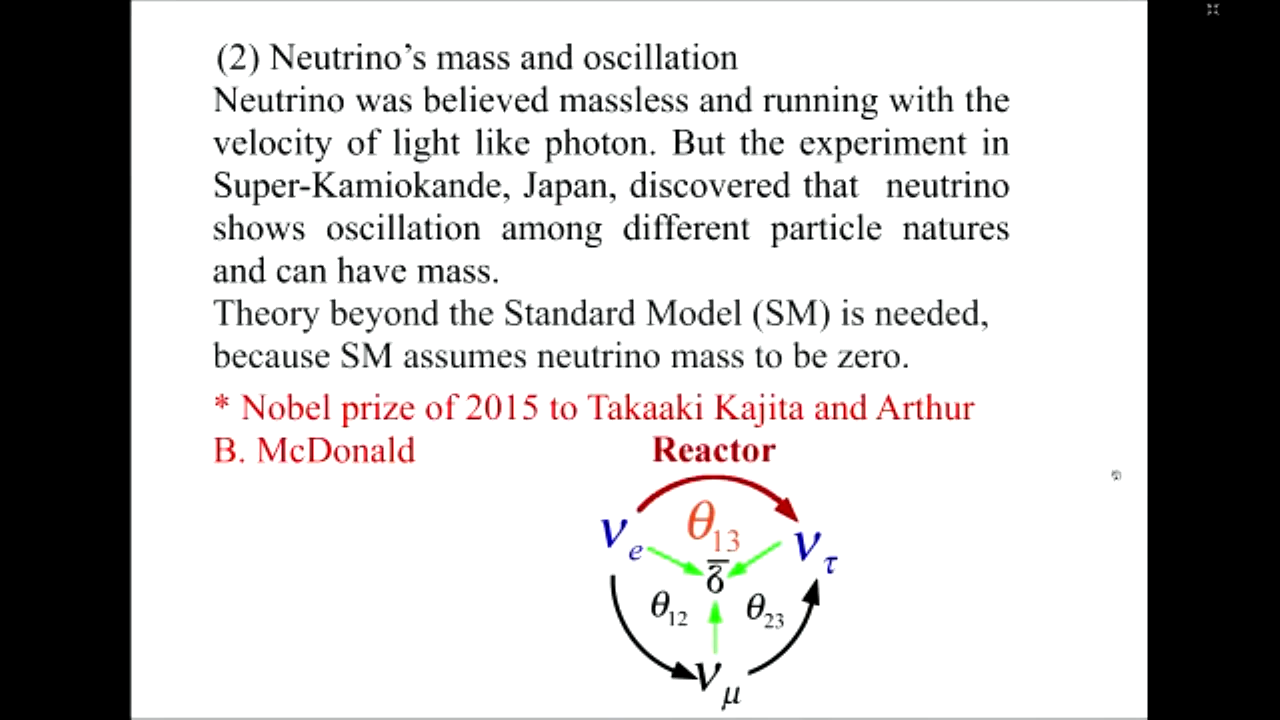 (2) Neutrino's mass and oscillation
Neutrino was believed massless and running with the
velocity of light like photon. But the experiment in
Super-Kamiokande, Japan, discovered that neutrino
shows oscillation among different particle natures
and can have mass.
Theory beyond the Standard Model (SM) is needed,
because SM assumes neutrino mass to be zero.
* Nobel prize of 2015 to Takaaki Kajita and Arthur
B. McDonald
Reactor
θ13
νe
ντ
δ̅
θ12
θ23
νμ